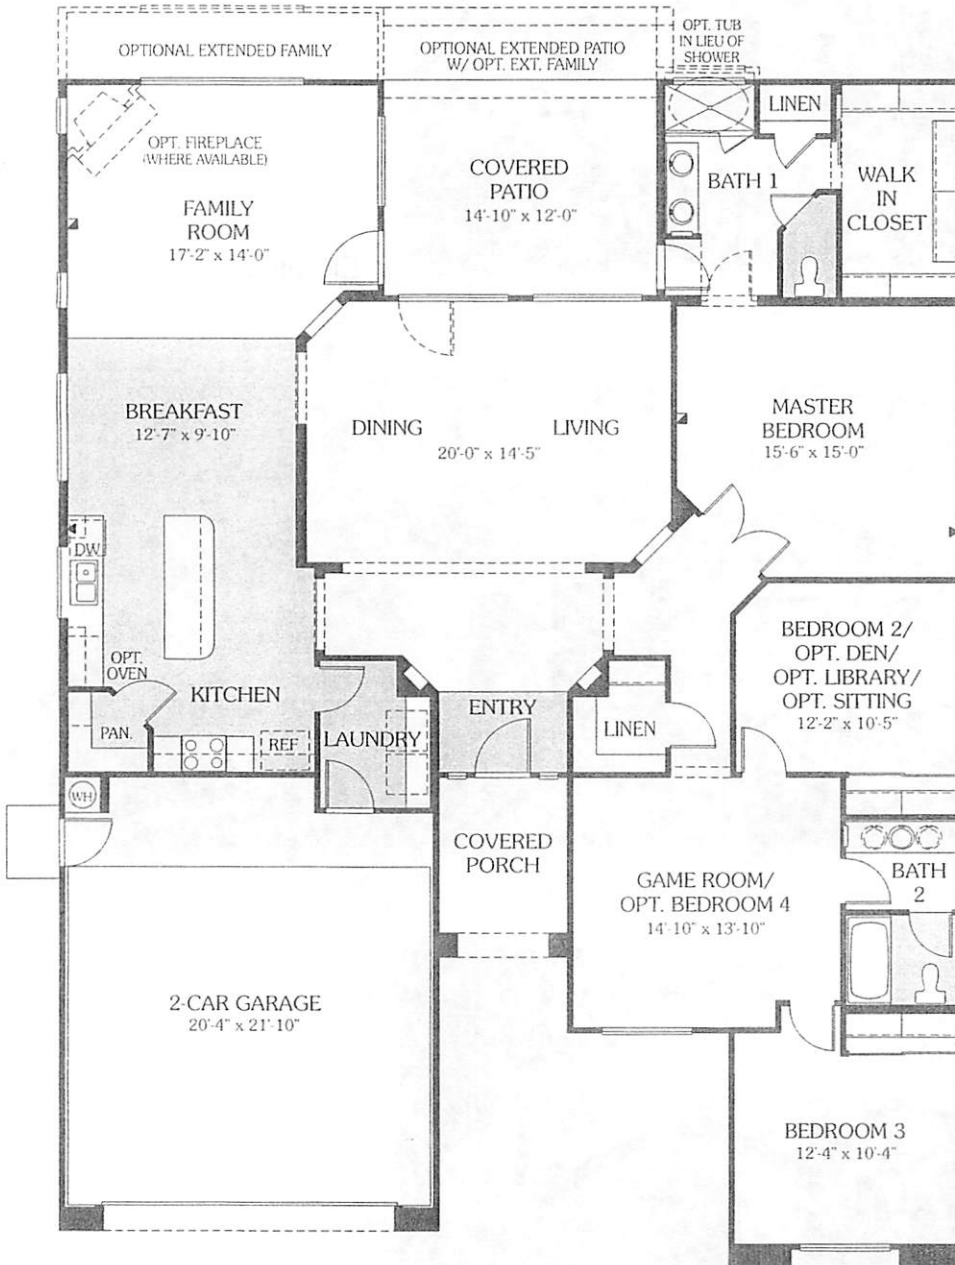 OPTIONAL EXTENDED FAMILY
OPTIONAL EXTENDED PATIO
W/ OPT. EXT. FAMILY
OPT. TUB
IN LIEU OF
SHOWER
OPT. FIREPLACE
(WHERE AVAILABLE)
FAMILY
ROOM
17'-2" x 14'-0"
COVERED
PATIO
14'-10" x 12'-0"
LINEN
BATH 1
WALK
IN
CLOSET
BREAKFAST
12'-7" x 9'-10"
DINING
LIVING
20'-0" x 14'-5"
MASTER
BEDROOM
15'-6" x 15'-0"
DW
OPT.
OVEN
KITCHEN
PAN.
REF
LAUNDRY
ENTRY
LINEN
BEDROOM 2/
OPT. DEN/
OPT. LIBRARY/
OPT. SITTING
12'-2" x 10'-5"
WH
COVERED
PORCH
GAME ROOM/
OPT. BEDROOM 4
14'-10" x 13'-10"
BATH
2
2-CAR GARAGE
20'-4" x 21'-10"
BEDROOM 3
12'-4" x 10'-4"